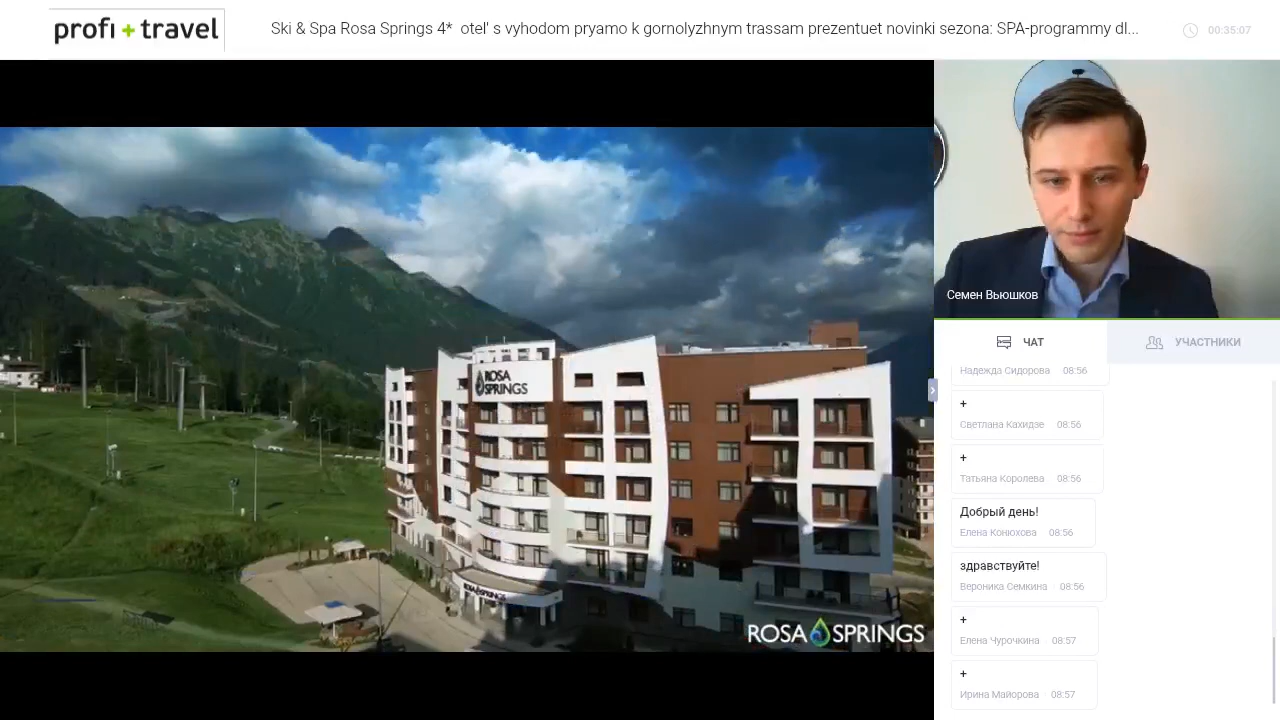 profi + travel
Ski & Spa Rosa Springs 4* otel' s vyhodom pryamo k gornolyzhnym trassam prezentuet novinki sezona: SPA-programmy dl...
00:35:07
ROSA
SPRINGS
ROSA SPRINGS
ROSA SPRINGS
Семен Вьюшков
ЧАТ
УЧАСТНИКИ
Надежда Сидорова 08:56
+
Светлана Кахидзе 08:56
+
Татьяна Королева 08:56
Добрый день!
Елена Конюхова 08:56
здравствуйте!
Вероника Семкина 08:56
+
Елена Чурочкина 08:57
+
Ирина Майорова 08:57